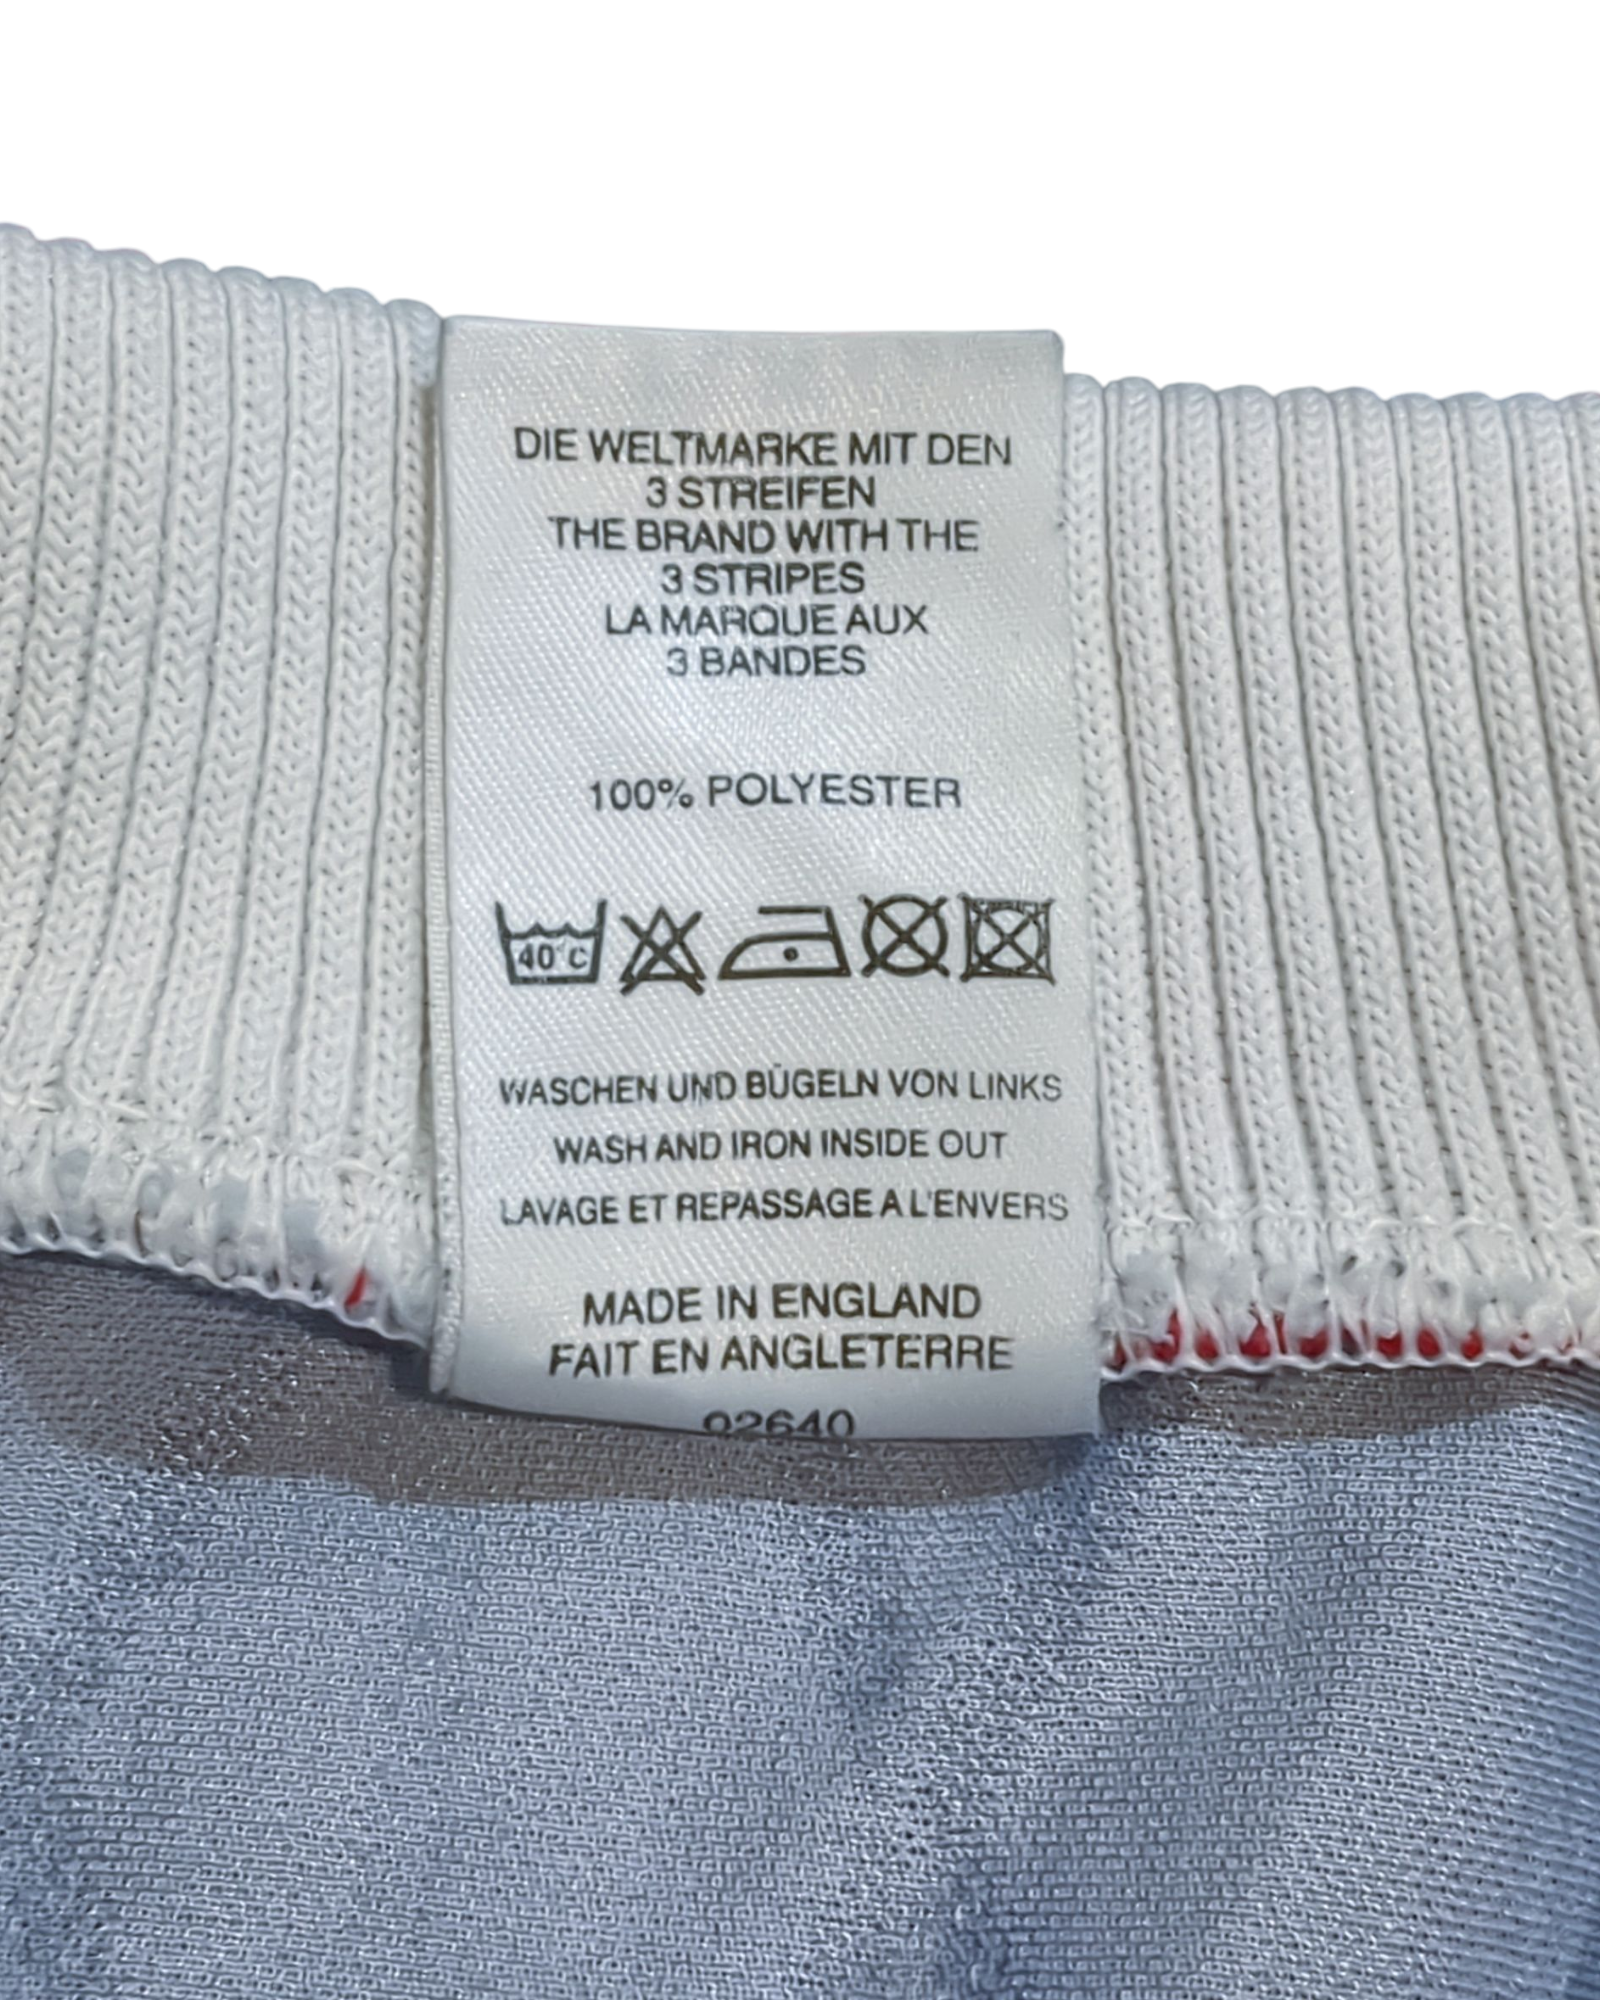 DIE WELTMARKE MIT DEN
3 STREIFEN
THE BRAND WITH THE
3 STRIPES
LA MARQUE AUX
3 BANDES
100% POLYESTER
40°C
WASCHEN UND BÜGELN VON LINKS
WASH AND IRON INSIDE OUT
LAVAGE ET REPASSAGE A L'ENVERS
MADE IN ENGLAND
FAIT EN ANGLETERRE
02640